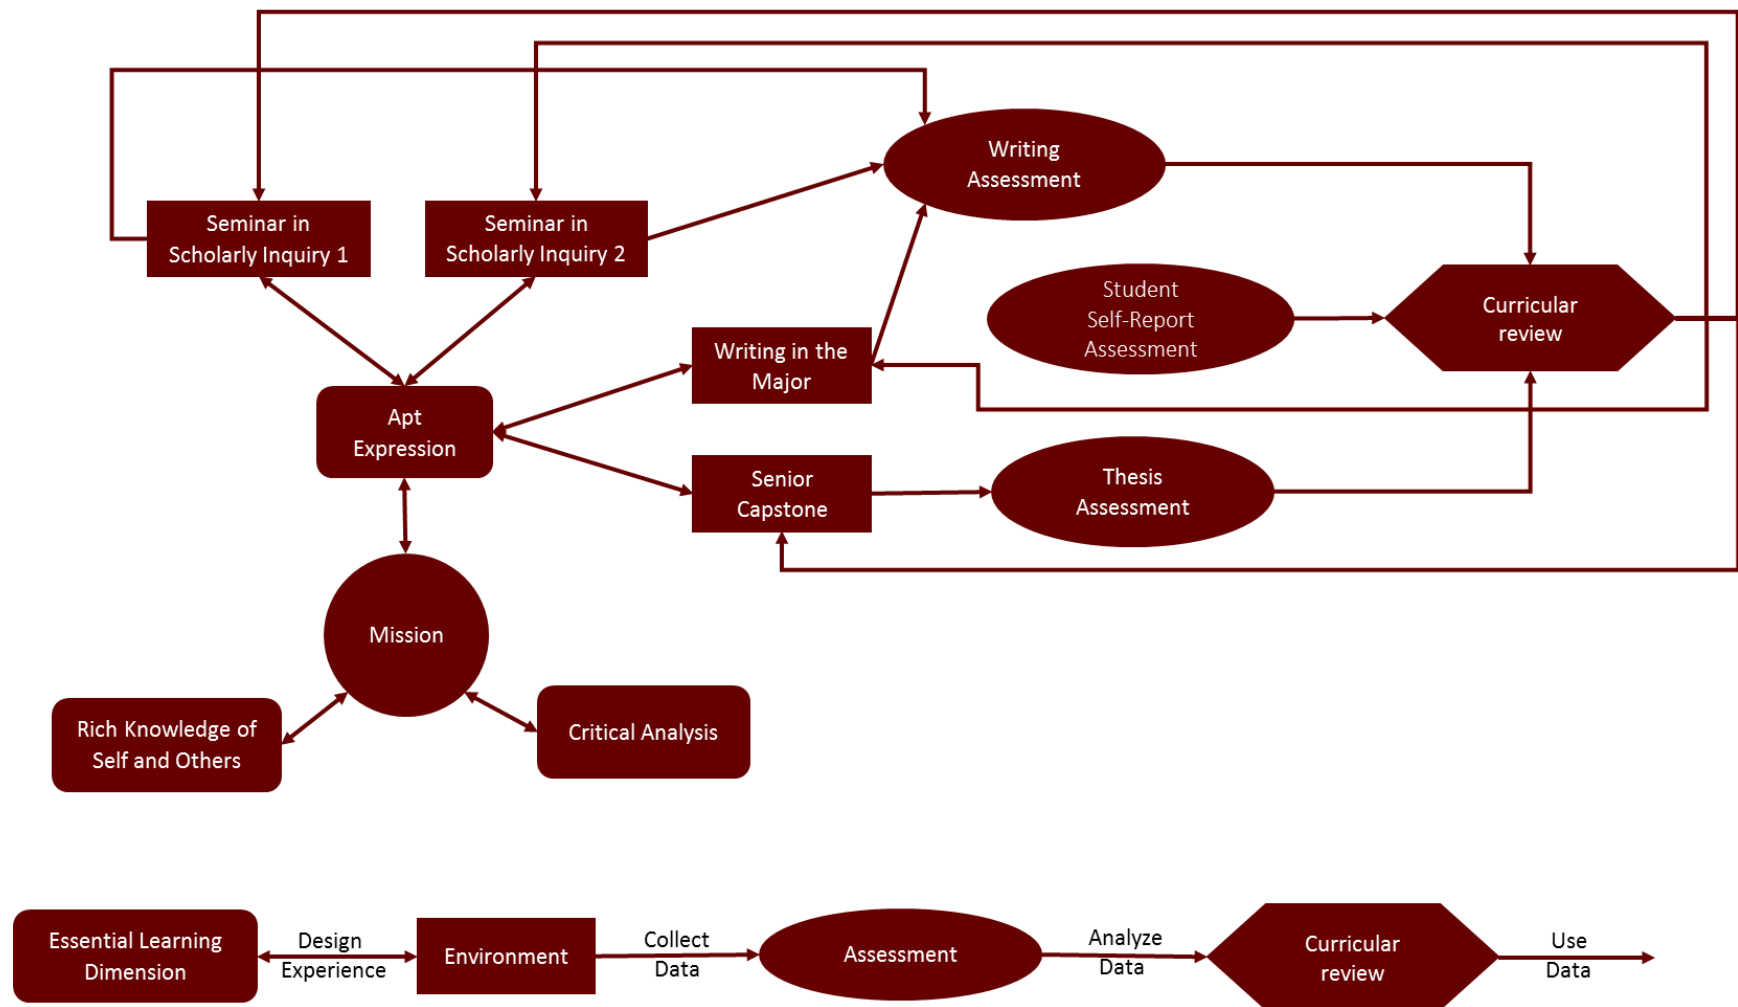 Writing
Assessment
Seminar in
Scholarly Inquiry 1
Seminar in
Scholarly Inquiry 2
Student
Self-Report
Assessment
Curricular
review
Writing in the
Major
Apt
Expression
Senior
Capstone
Thesis
Assessment
Mission
Rich Knowledge of
Self and Others
Critical Analysis
Essential Learning
Dimension
Design
Experience
Environment
Collect
Data
Assessment
Analyze
Data
Curricular
review
Use
Data